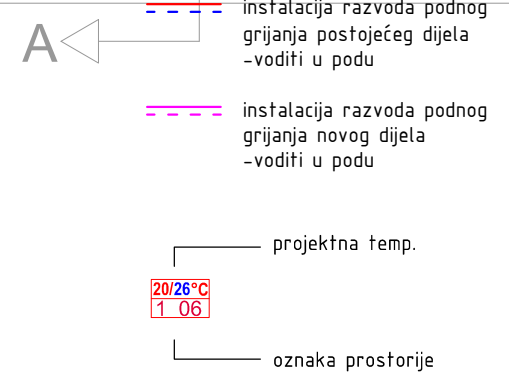 instalacija razvoda podnog
grijanja postojećeg dijela
-voditi u podu
A
instalacija razvoda podnog
grijanja novog dijela
-voditi u podu
projektna temp.
20/26°C
1 06
oznaka prostorije